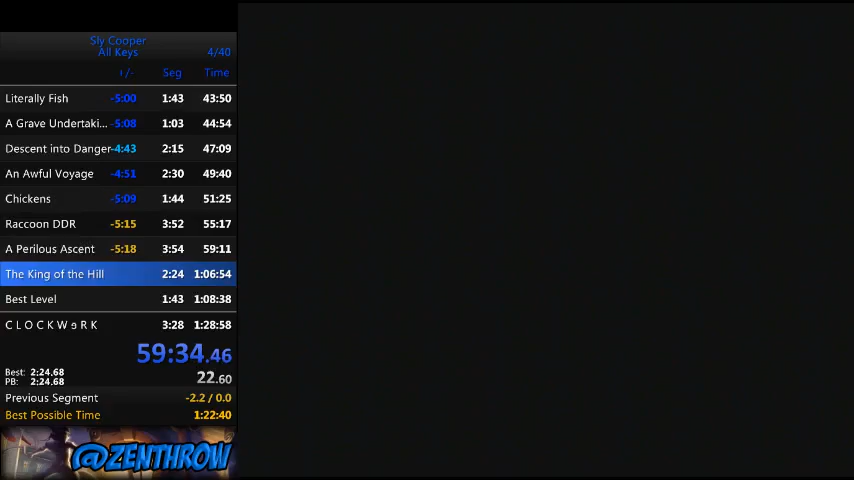 Sly Cooper
All Keys 4/40
+/- Seg Time
Literally Fish -5:00 1:43 43:50
A Grave Undertaki... -5:08 1:03 44:54
Descent into Danger -4:43 2:15 47:09
An Awful Voyage -4:51 2:30 49:40
Chickens -5:09 1:44 51:25
Raccoon DDR -5:15 3:52 55:17
A Perilous Ascent -5:18 3:54 59:11
The King of the Hill 2:24 1:06:54
Best Level 1:43 1:08:38
C L O C K W ɘ R K 3:28 1:28:58
59:34.46
Best: 2:24.68
PB: 2:24.68
22.60
Previous Segment -2.2 / 0.0
Best Possible Time 1:22:40
@ZENTHROW